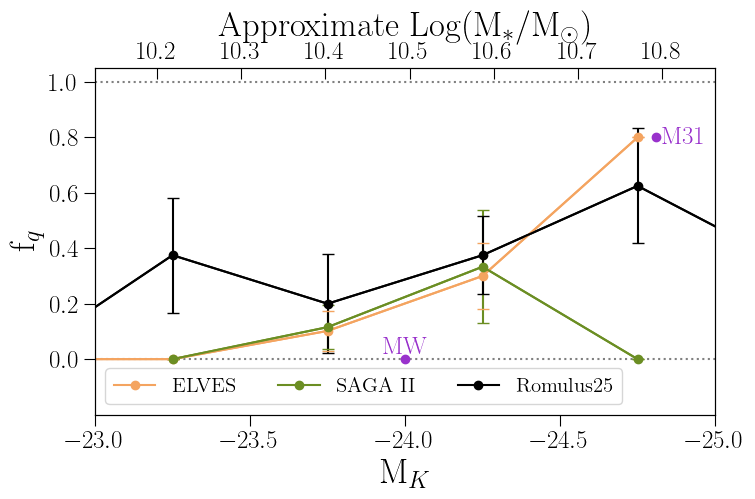 Approximate Log(M*/M⊙)
10.2 10.3 10.4 10.5 10.6 10.7 10.8
1.0
0.8
0.6
0.4
0.2
0.0
f_q
M31
MW
ELVES SAGA II Romulus25
−23.0 −23.5 −24.0 −24.5 −25.0
M_K